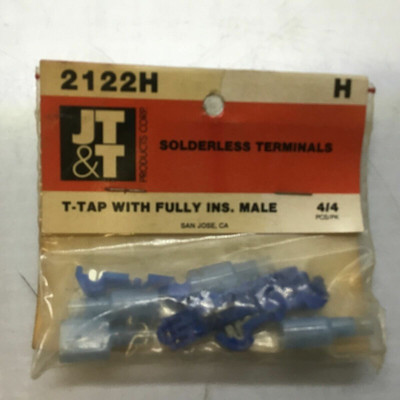 2122H H
JT
&T
PRODUCTS CORP.
SOLDERLESS TERMINALS
T-TAP WITH FULLY INS. MALE 4/4
PCS/PK
SAN JOSE, CA